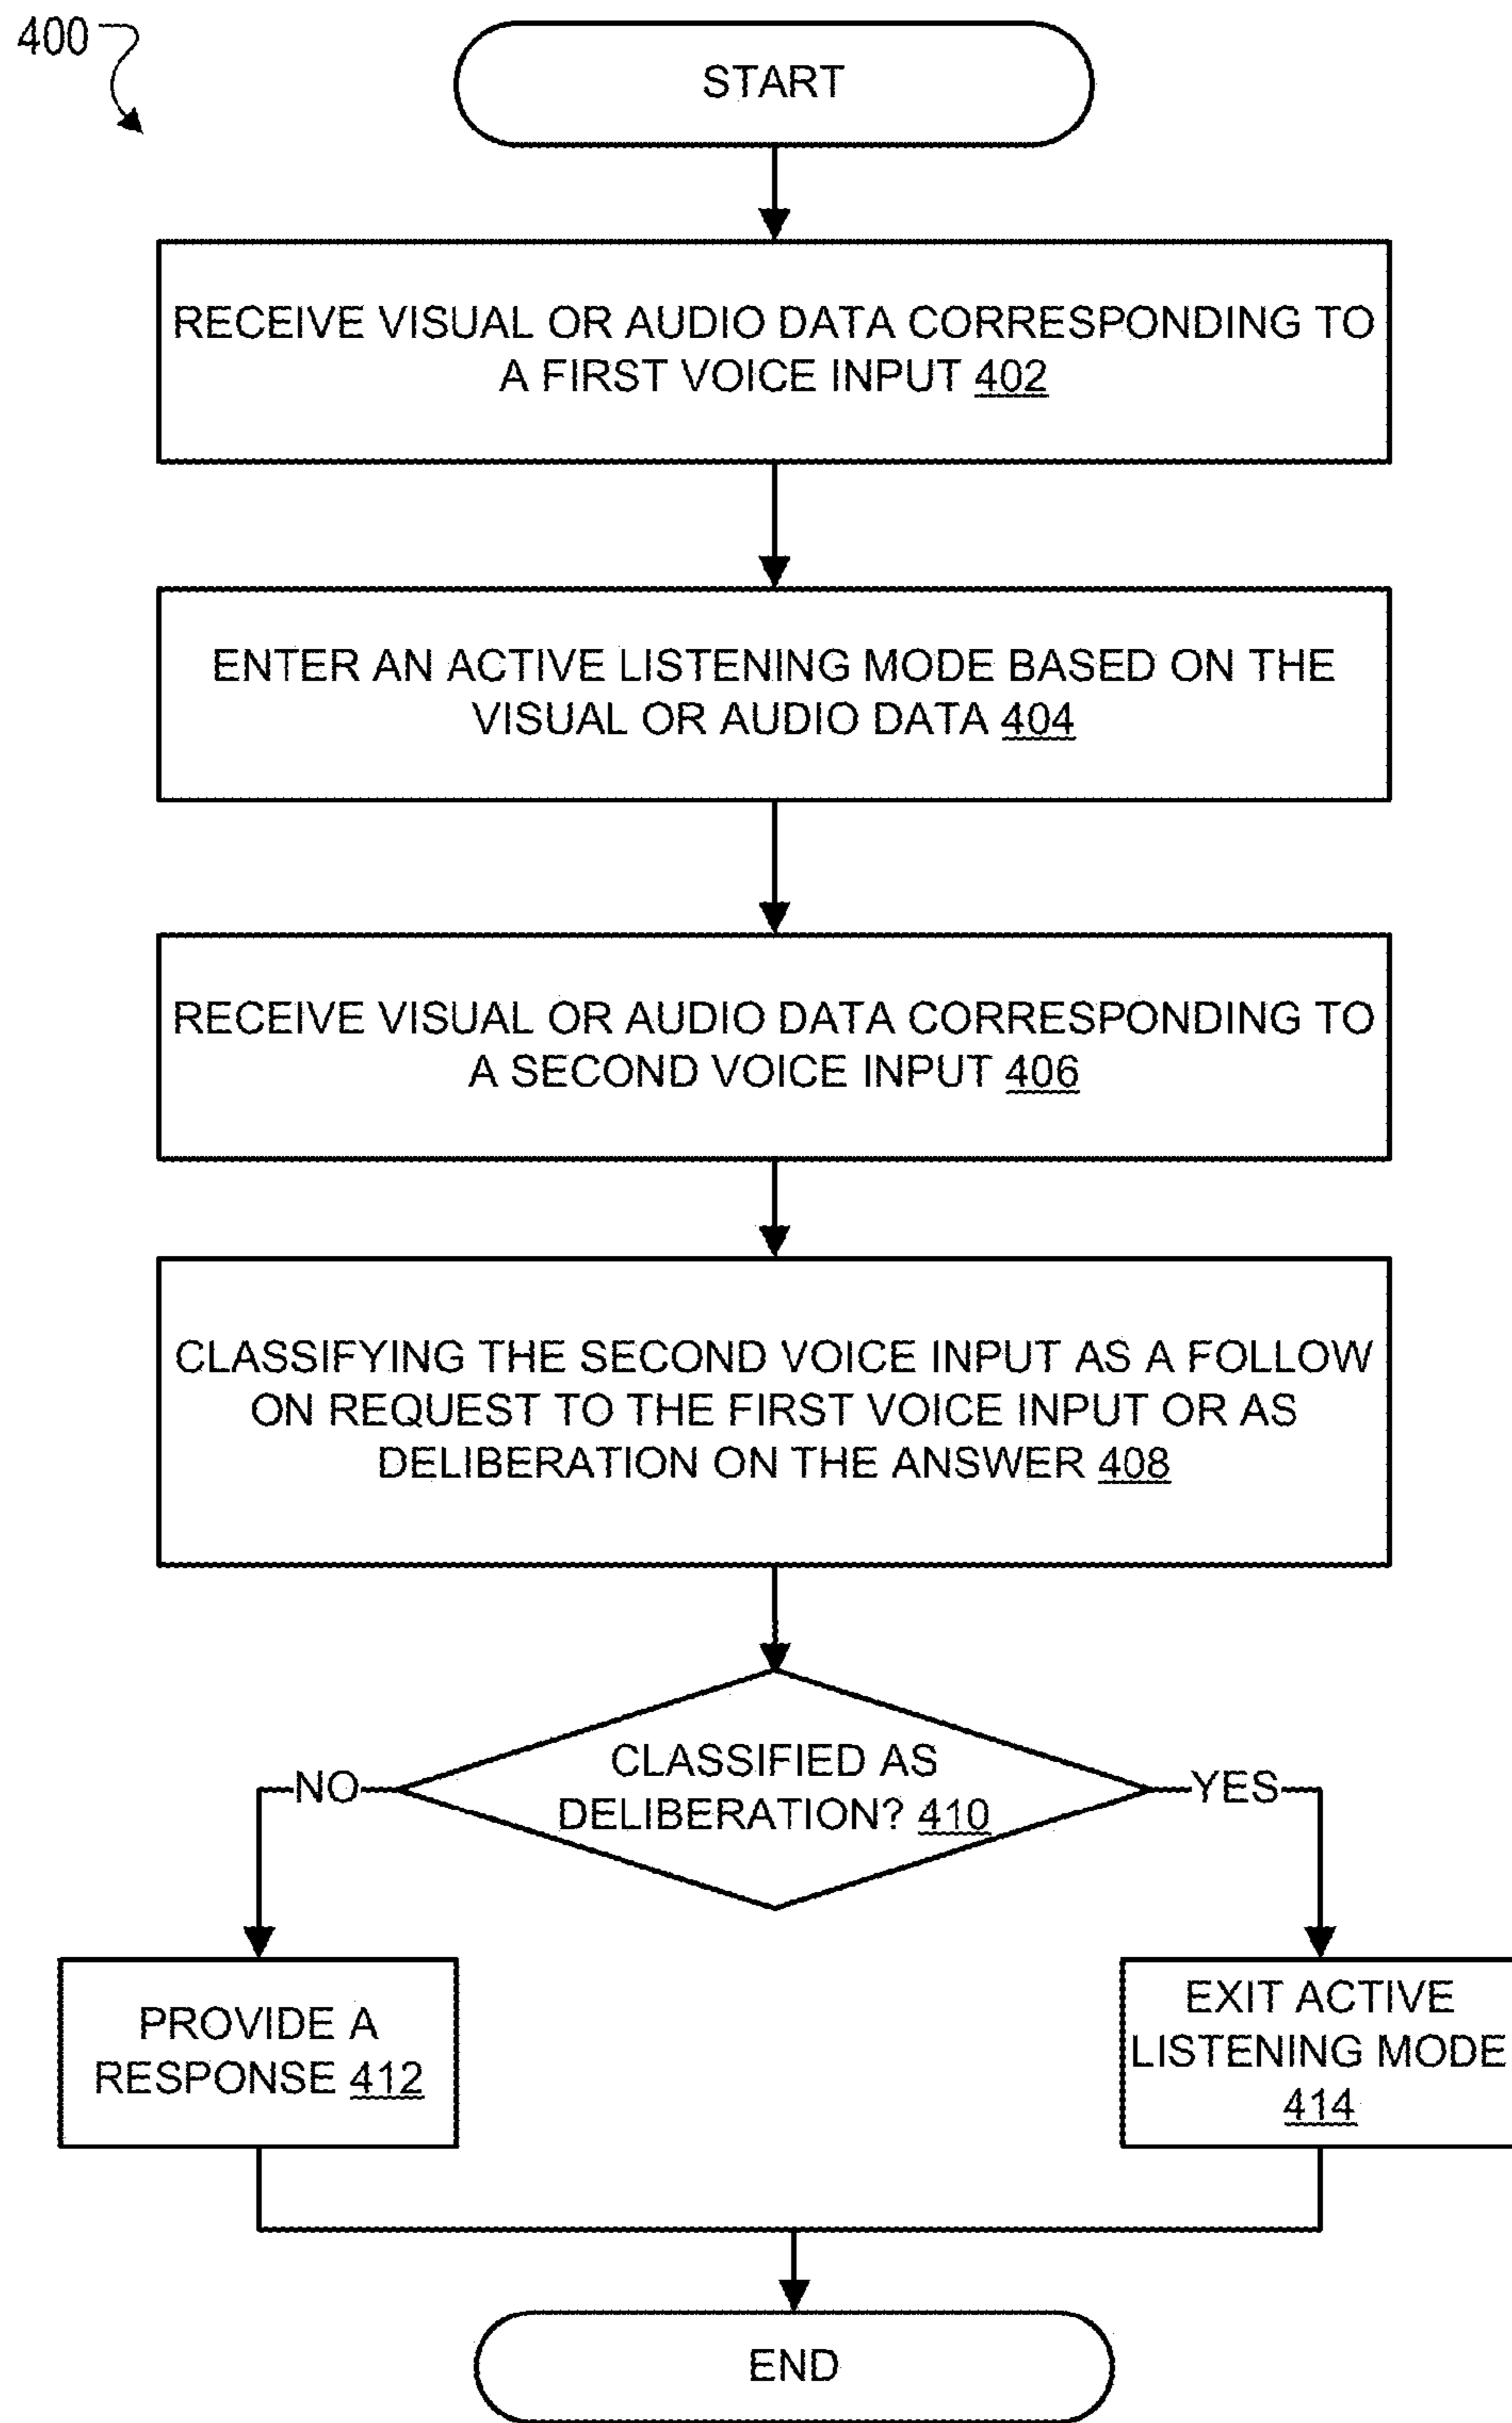 400
START
RECEIVE VISUAL OR AUDIO DATA CORRESPONDING TO
A FIRST VOICE INPUT 402
ENTER AN ACTIVE LISTENING MODE BASED ON THE
VISUAL OR AUDIO DATA 404
RECEIVE VISUAL OR AUDIO DATA CORRESPONDING TO
A SECOND VOICE INPUT 406
CLASSIFYING THE SECOND VOICE INPUT AS A FOLLOW
ON REQUEST TO THE FIRST VOICE INPUT OR AS
DELIBERATION ON THE ANSWER 408
CLASSIFIED AS
DELIBERATION? 410
NO
YES
PROVIDE A
RESPONSE 412
EXIT ACTIVE
LISTENING MODE
414
END